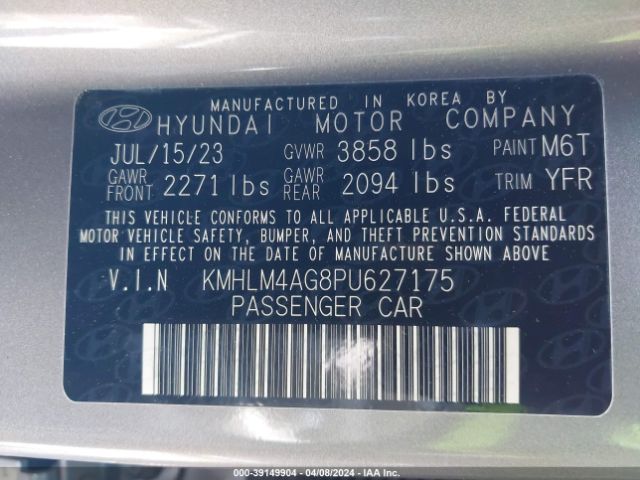 MANUFACTURED IN KOREA BY
HYUNDAI MOTOR COMPANY
JUL/15/23 GVWR 3858 lbs PAINT M6T
GAWR FRONT 2271 lbs GAWR REAR 2094 lbs TRIM YFR
THIS VEHICLE CONFORMS TO ALL APPLICABLE U.S.A. FEDERAL
MOTOR VEHICLE SAFETY, BUMPER, AND THEFT PREVENTION STANDARDS
IN EFFECT ON THE DATE OF MANUFACTURE SHOWN ABOVE
V.I.N KMHLM4AG8PU627175
PASSENGER CAR
000-39149904 - 04/08/2024 - IAA Inc.